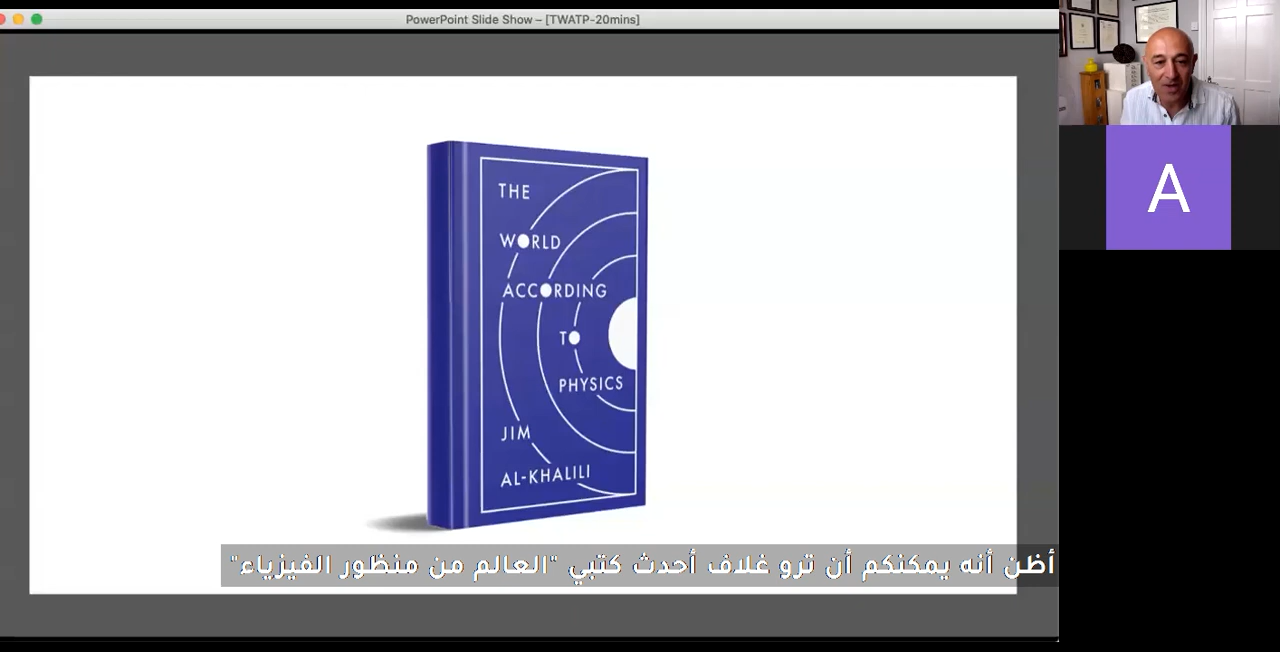 PowerPoint Slide Show – [TWATP-20mins]
THE
WORLD
ACCORDING
TO
PHYSICS
JIM
AL-KHALILI
A
أظن أنه يمكنكم أن ترو غلاف أحدث كتبي "العالم من منظور الفيزياء"